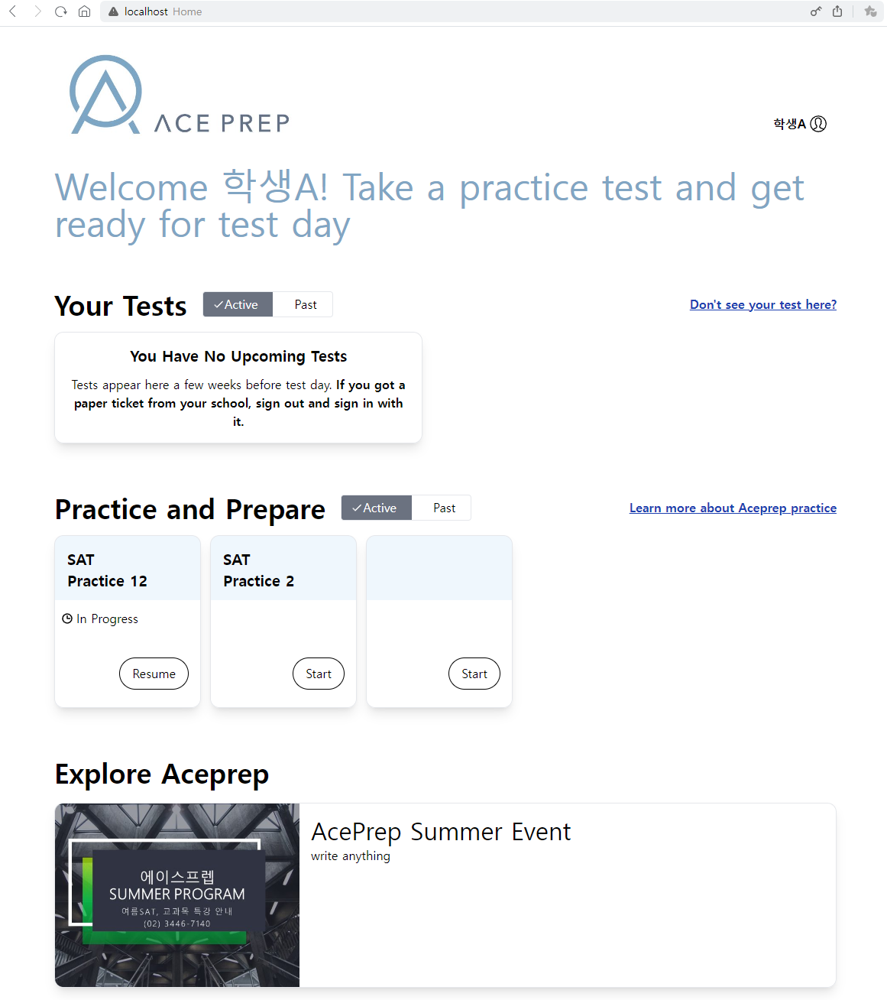 localhost Home
ACE PREP
학생A
Welcome 학생A! Take a practice test and get
ready for test day
Your Tests
Active
Past
Don't see your test here?
You Have No Upcoming Tests
Tests appear here a few weeks before test day. If you got a
paper ticket from your school, sign out and sign in with
it.
Practice and Prepare
Active
Past
Learn more about Aceprep practice
SAT
Practice 12
In Progress
Resume
SAT
Practice 2
Start
Start
Explore Aceprep
에이스프렙
SUMMER PROGRAM
여름SAT, 교과목 특강 안내
(02) 3446-7140
AcePrep Summer Event
write anything